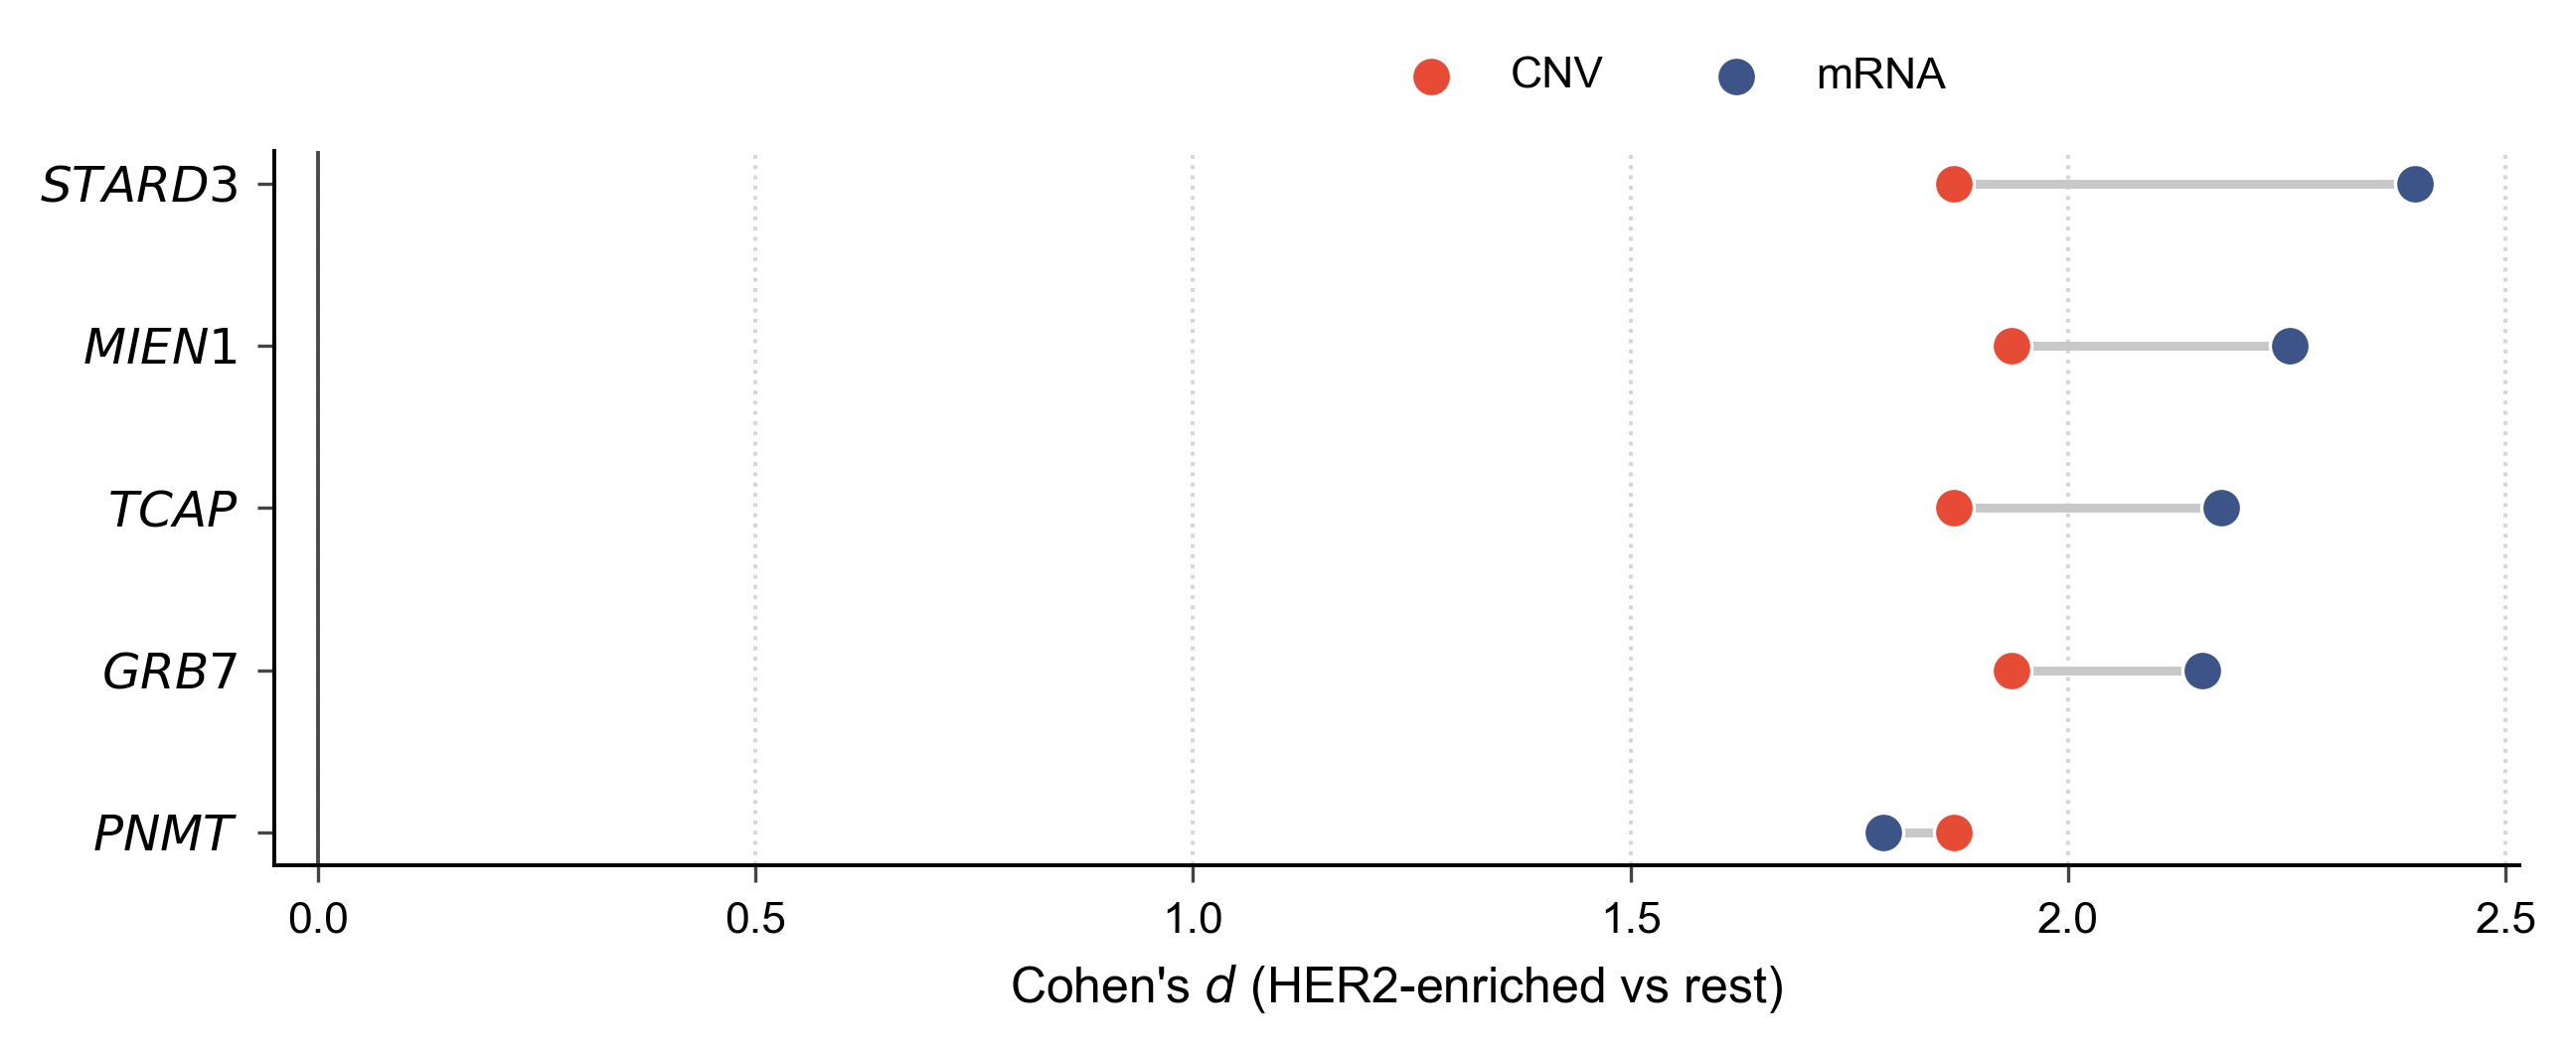 CNV mRNA
STARD3
MIEN1
TCAP
GRB7
PNMT
0.0 0.5 1.0 1.5 2.0 2.5
Cohen's d (HER2-enriched vs rest)